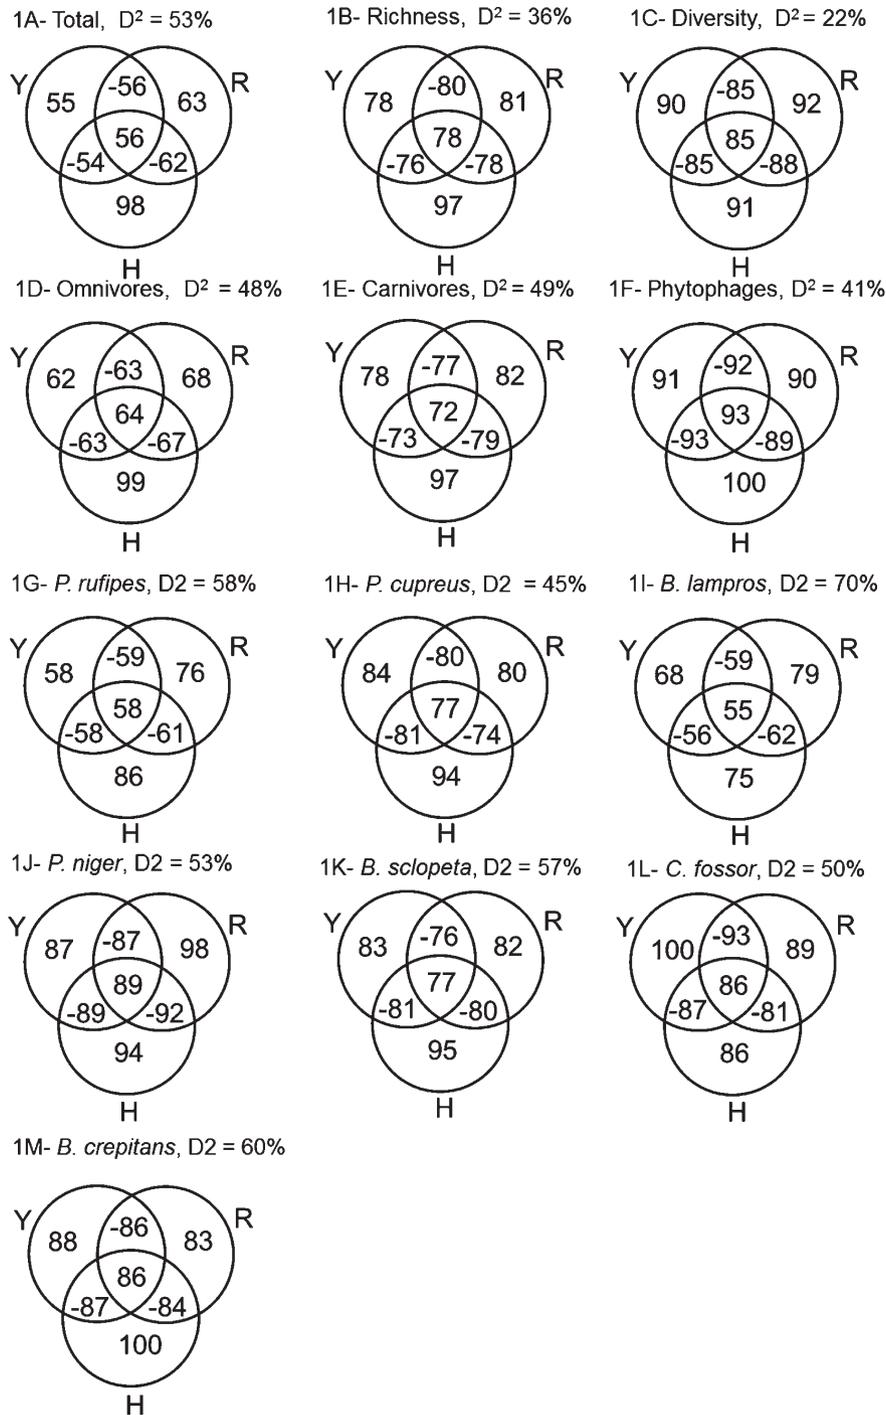 1A- Total, D² = 53%
Y 55 -56 63 R
56
-54 -62
98
H
1B- Richness, D² = 36%
Y 78 -80 81 R
78
-76 -78
97
H
1C- Diversity, D² = 22%
Y 90 -85 92 R
85
-85 -88
91
H
1D- Omnivores, D² = 48%
Y 62 -63 68 R
64
-63 -67
99
H
1E- Carnivores, D² = 49%
Y 78 -77 82 R
72
-73 -79
97
H
1F- Phytophages, D² = 41%
Y 91 -92 90 R
93
-93 -89
100
H
1G- P. rufipes, D2 = 58%
Y 58 -59 76 R
58
-58 -61
86
H
1H- P. cupreus, D2 = 45%
Y 84 -80 80 R
77
-81 -74
94
H
1I- B. lampros, D2 = 70%
Y 68 -59 79 R
55
-56 -62
75
H
1J- P. niger, D2 = 53%
Y 87 -87 98 R
89
-89 -92
94
H
1K- B. sclopeta, D2 = 57%
Y 83 -76 82 R
77
-81 -80
95
H
1L- C. fossor, D2 = 50%
Y 100 -93 89 R
86
-87 -81
86
H
1M- B. crepitans, D2 = 60%
Y 88 -86 83 R
86
-87 -84
100
H